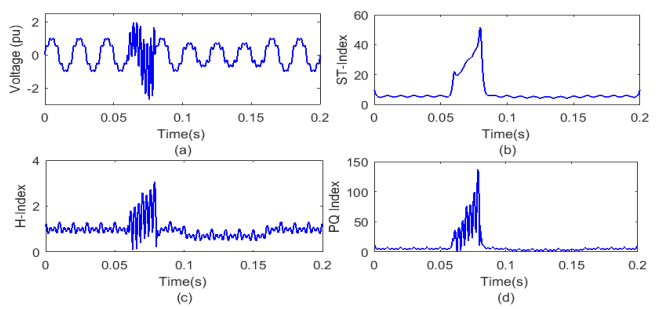 Voltage (pu)
2
0
-2
0
0.05
0.1
0.15
0.2
Time(s)
(a)
ST-Index
60
40
20
0
0
0.05
0.1
0.15
0.2
Time(s)
(b)
H-Index
4
2
0
0
0.05
0.1
0.15
0.2
Time(s)
(c)
PQ Index
150
100
50
0
0
0.05
0.1
0.15
0.2
Time(s)
(d)